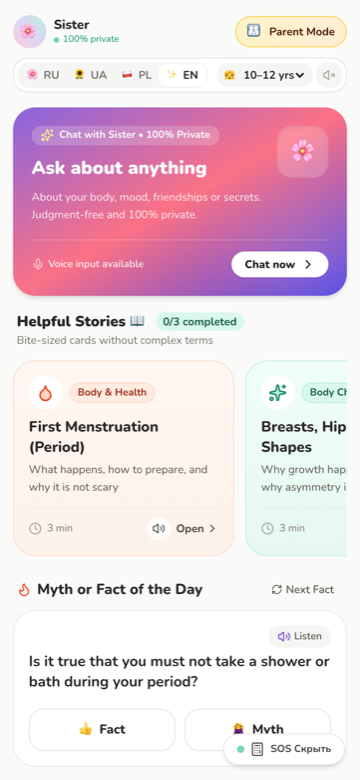 Sister
100% private
Parent Mode
RU UA PL EN 10–12 yrs
Chat with Sister • 100% Private
Ask about anything
About your body, mood, friendships or secrets.
Judgment-free and 100% private.
Voice input available Chat now
Helpful Stories 0/3 completed
Bite-sized cards without complex terms
Body & Health
First Menstruation
(Period)
What happens, how to prepare, and
why it is not scary
3 min Open
Body Ch
Breasts, Hip
Shapes
Why growth hap
why asymmetry i
3 min
Myth or Fact of the Day Next Fact
Listen
Is it true that you must not take a shower or
bath during your period?
Fact Myth
SOS Скрыть